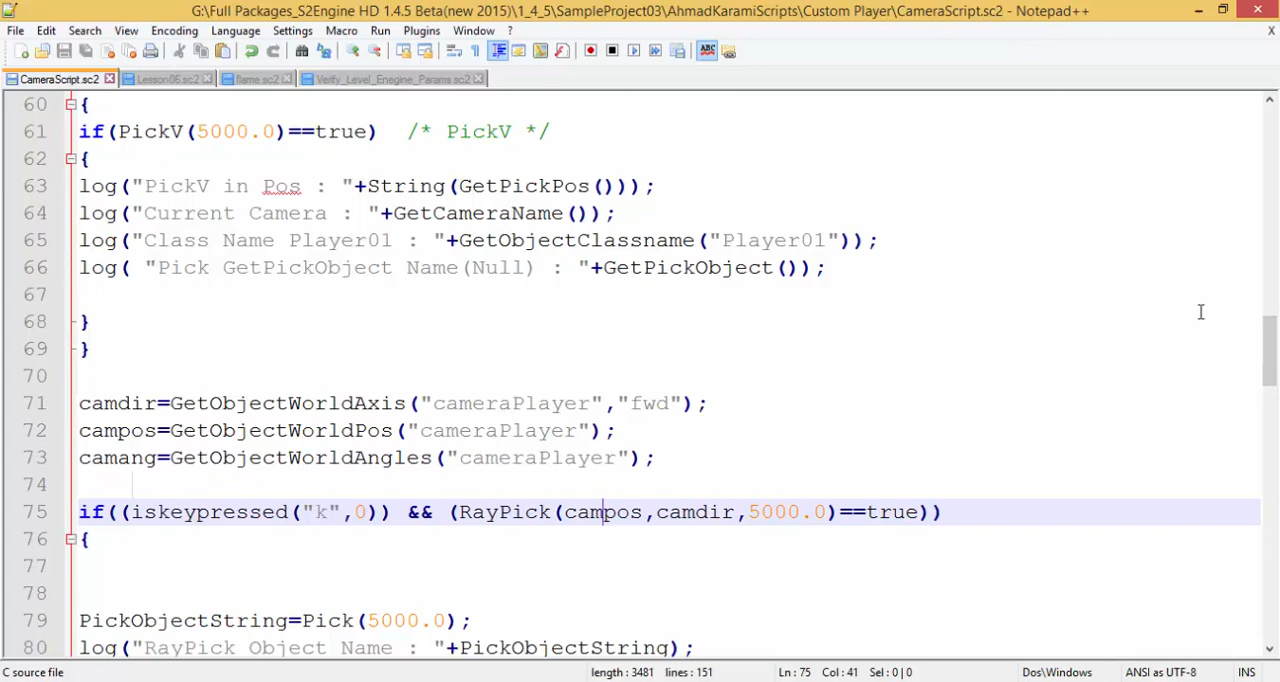 G:\Full Packages_S2Engine HD 1.4.5 Beta(new 2015)\1_4_5\SampleProject03\AhmadKaramiScripts\Custom Player\CameraScript.sc2 - Notepad++
File Edit Search View Encoding Language Settings Macro Run Plugins Window ? X
CameraScript.sc2 Lesson06.sc2 flame.sc2 Verify_Level_Enegine_Params.sc2
60 {
61 if(PickV(5000.0)==true) /* PickV */
62 {
63 log("PickV in Pos : "+String(GetPickPos()));
64 log("Current Camera : "+GetCameraName());
65 log("Class Name Player01 : "+GetObjectClassname("Player01"));
66 log( "Pick GetPickObject Name(Null) : "+GetPickObject());
67
68 }
69 }
70
71 camdir=GetObjectWorldAxis("cameraPlayer","fwd");
72 campos=GetObjectWorldPos("cameraPlayer");
73 camang=GetObjectWorldAngles("cameraPlayer");
74
75 if((iskeypressed("k",0)) && (RayPick(campos,camdir,5000.0)==true))
76 {
77
78
79 PickObjectString=Pick(5000.0);
80 log("RayPick Object Name : "+PickObjectString);
C source file length : 3481 lines : 151 Ln : 75 Col : 41 Sel : 0 | 0 Dos\Windows ANSI as UTF-8 INS